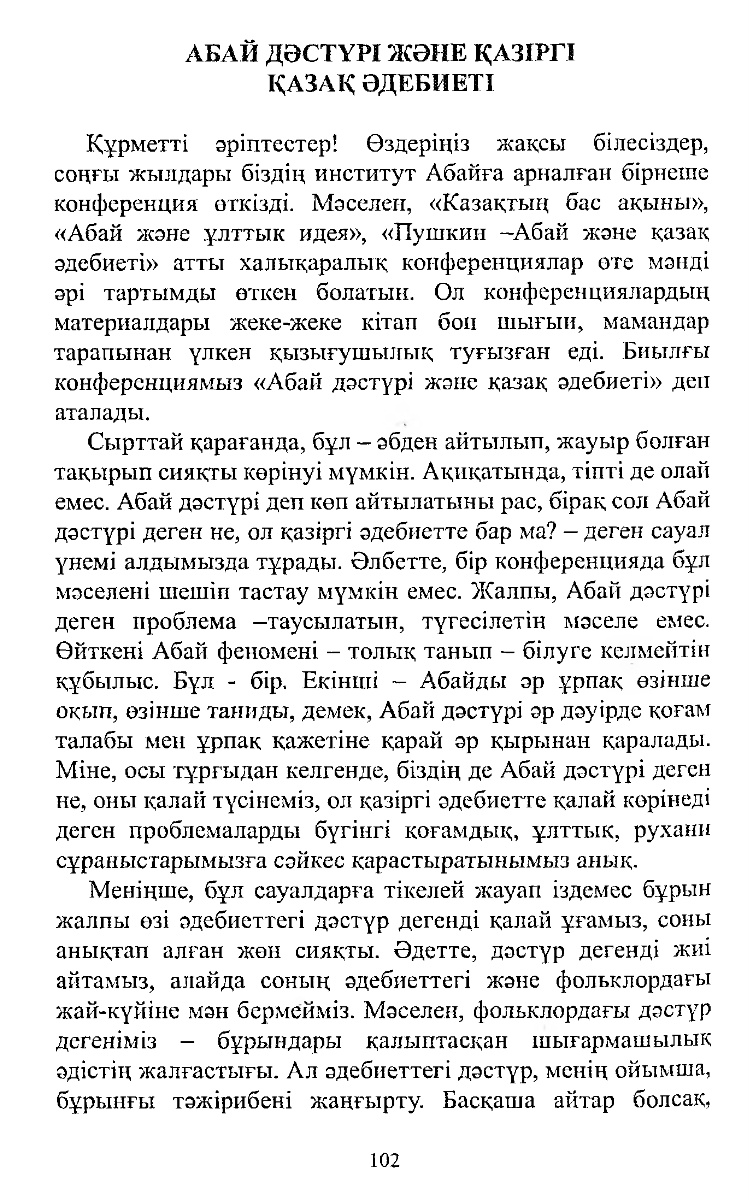 АБАЙ ДӘСТҮРІ ЖӘНЕ ҚАЗІРГІ
ҚАЗАҚ ӘДЕБИЕТІ
Құрметті әріптестер! Өздеріңіз жақсы білесіздер,
соңғы жылдары біздің институт Абайға арналған бірнеше
конференция өткізді. Мәселен, «Казақтың бас ақыны»,
«Абай және ұлттык идея», «Пушкин –Абай және қазақ
әдебиеті» атты халықаралық конференциялар өте мәнді
әрі тартымды өткен болатын. Ол конференциялардың
материалдары жеке-жеке кітап боп шығып, мамандар
тарапынан үлкен қызығушылық туғызған еді. Биылғы
конференциямыз «Абай дәстүрі және қазақ әдебиеті» деп
аталады.
Сырттай қарағанда, бұл – әбден айтылып, жауыр болған
тақырып сияқты көрінуі мүмкін. Ақиқатында, тіпті де олай
емес. Абай дәстүрі деп көп айтылатыны рас, бірақ сол Абай
дәстүрі деген не, ол қазіргі әдебиетте бар ма? – деген сауал
үнемі алдымызда тұрады. Әлбетте, бір конференцияда бұл
мәселені шешіп тастау мүмкін емес. Жалпы, Абай дәстүрі
деген проблема –таусылатын, түгесілетін мәселе емес.
Өйткені Абай феномені – толық танып – білуге келмейтін
құбылыс. Бұл - бір. Екінші – Абайды әр ұрпақ өзінше
оқып, өзінше таниды, демек, Абай дәстүрі әр дәуірде қоғам
талабы мен ұрпақ қажетіне қарай әр қырынан қаралады.
Міне, осы тұрғыдан келгенде, біздің де Абай дәстүрі деген
не, оны қалай түсінеміз, ол қазіргі әдебиетте қалай көрінеді
деген проблемаларды бүгінгі қоғамдық, ұлттық, рухани
сұраныстарымызға сәйкес қарастыратынымыз анық.
Меніңше, бұл сауалдарға тікелей жауап іздемес бұрын
жалпы өзі әдебиеттегі дәстүр дегенді қалай ұғамыз, соны
анықтап алған жөн сияқты. Әдетте, дәстүр дегенді жиі
айтамыз, алайда соның әдебиеттегі және фольклордағы
жай-күйіне мән бермейміз. Мәселен, фольклордағы дәстүр
дегеніміз – бұрындары қалыптасқан шығармашылық
әдістің жалғастығы. Ал әдебиеттегі дәстүр, менің ойымша,
бұрынғы тәжірибені жаңғырту. Басқаша айтар болсақ,
102